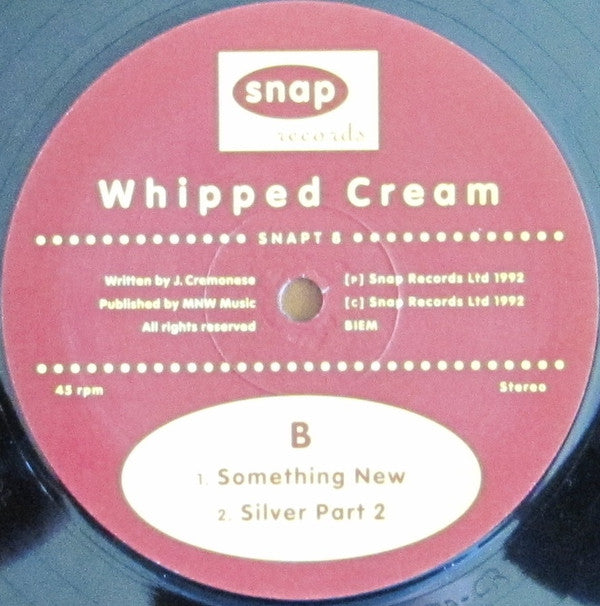 snap
records
Whipped Cream
SNAPT 8
Written by J. Cremonese
Published by MNW Music
All rights reserved
[P] Snap Records Ltd 1992
[C] Snap Records Ltd 1992
BIEM
45 rpm
Stereo
B
1. Something New
2. Silver Part 2